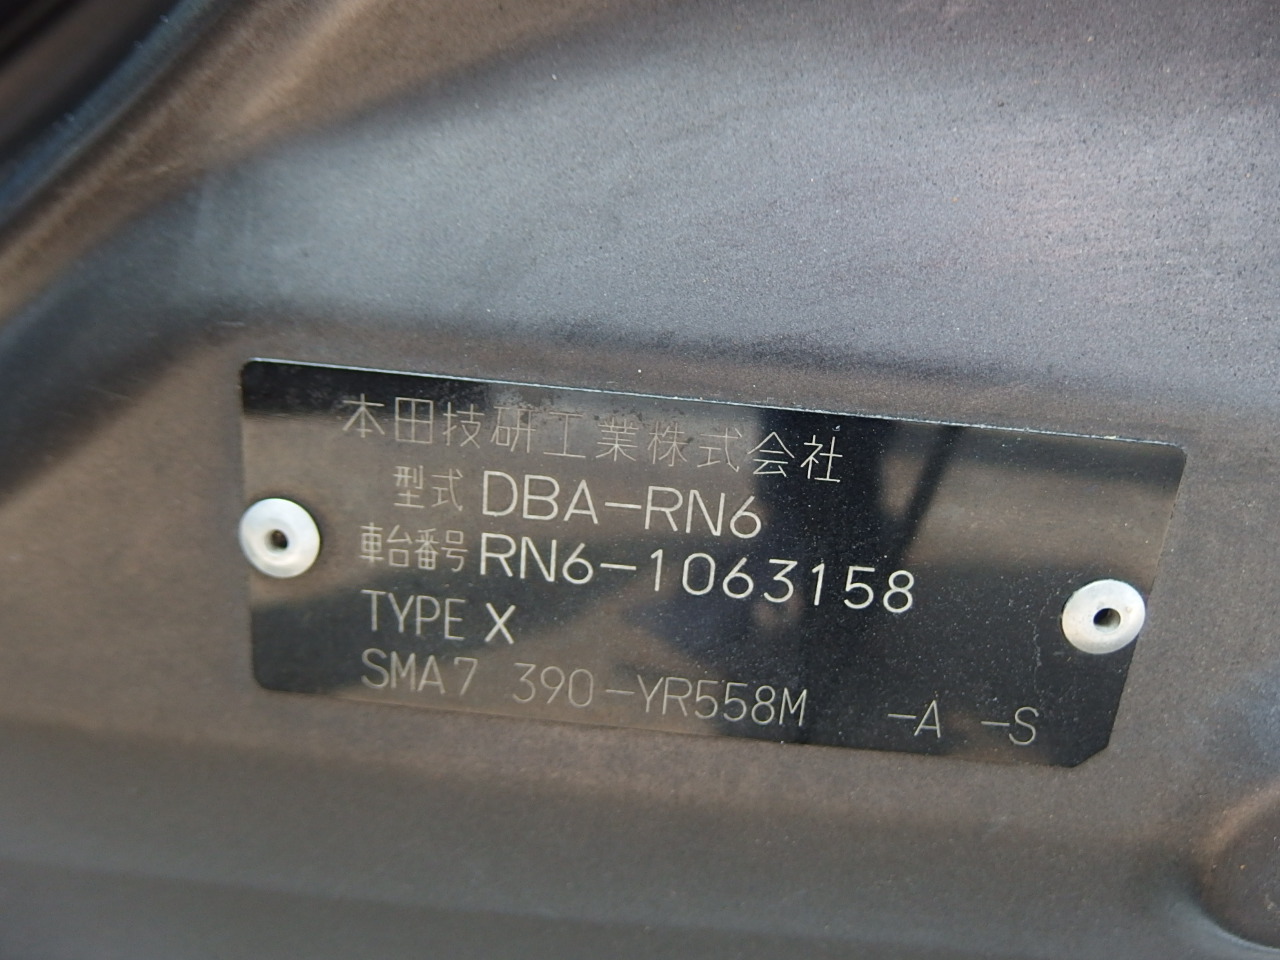 本田技研工業株式会社
型式 DBA-RN6
車台番号 RN6-1063158
TYPE X
SMA7 390-YR558M -A -S